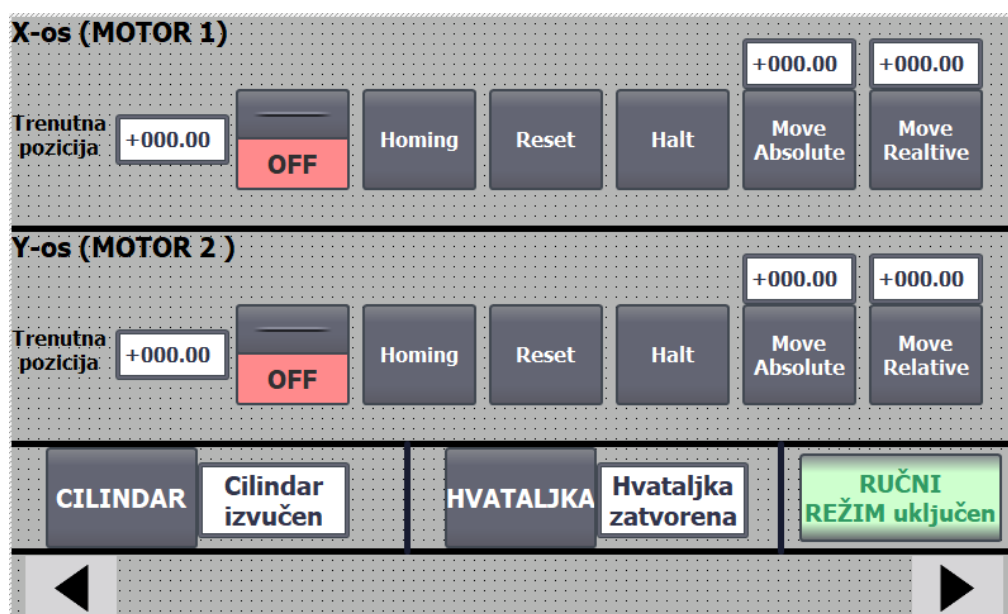 X-os (MOTOR 1)
+000.00
+000.00
Trenutna
pozicija
+000.00
OFF
Homing
Reset
Halt
Move
Absolute
Move
Realtive
Y-os (MOTOR 2 )
+000.00
+000.00
Trenutna
pozicija
+000.00
OFF
Homing
Reset
Halt
Move
Absolute
Move
Relative
CILINDAR
Cilindar
izvučen
HVATALJKA
Hvataljka
zatvorena
RUČNI
REŽIM uključen